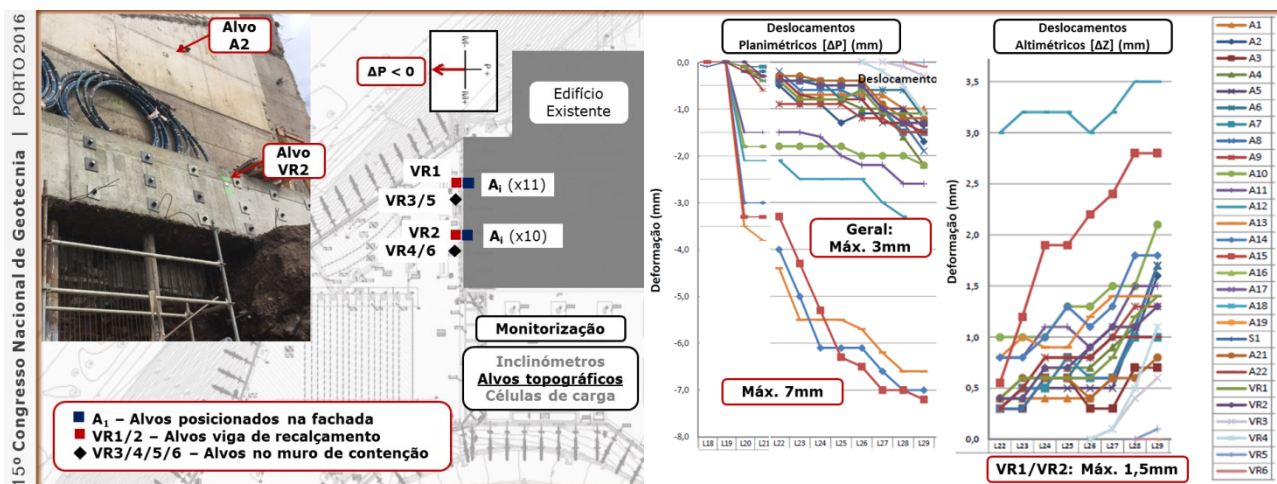 15º Congresso Nacional de Geotecnia | PORTO 2016
Alvo
A2
Alvo
VR2
ΔP < 0
M-
P +
M+
Edifício
Existente
VR1
Ai (x11)
VR3/5
VR2
Ai (x10)
VR4/6
Monitorização
Inclinómetros
Alvos topográficos
Células de carga
A1 – Alvos posicionados na fachada
VR1/2 – Alvos viga de recalçamento
VR3/4/5/6 – Alvos no muro de contenção
Deslocamentos
Planimétricos [ΔP] (mm)
Deslocamento
Deformação (mm)
0,0
-1,0
-2,0
-3,0
-4,0
-5,0
-6,0
-7,0
-8,0
L18 L19 L20 L21 L22 L23 L24 L25 L26 L27 L28 L29
Geral:
Máx. 3mm
Máx. 7mm
Deslocamentos
Altimétricos [ΔZ] (mm)
Deformação (mm)
3,5
3,0
2,5
2,0
1,5
1,0
0,5
0,0
L22 L23 L24 L25 L26 L27 L28 L29
VR1/VR2: Máx. 1,5mm
A1
A2
A3
A4
A5
A6
A7
A8
A9
A10
A11
A12
A13
A14
A15
A16
A17
A18
A19
S1
A21
A22
VR1
VR2
VR3
VR4
VR5
VR6